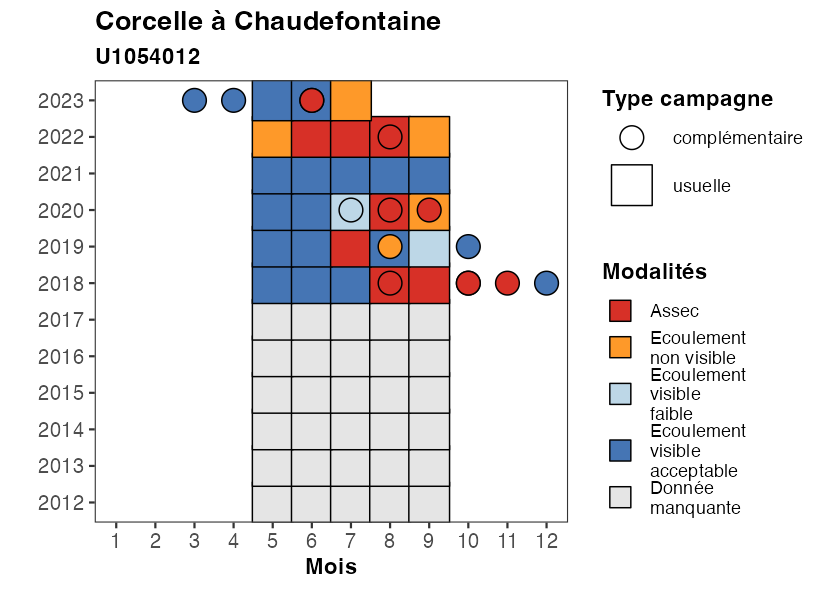 Corcelle à Chaudefontaine
U1054012
2023
2022
2021
2020
2019
2018
2017
2016
2015
2014
2013
2012
1 2 3 4 5 6 7 8 9 10 11 12
Mois
Type campagne
complémentaire
usuelle
Modalités
Assec
Ecoulement
non visible
Ecoulement
visible
faible
Ecoulement
visible
acceptable
Donnée
manquante